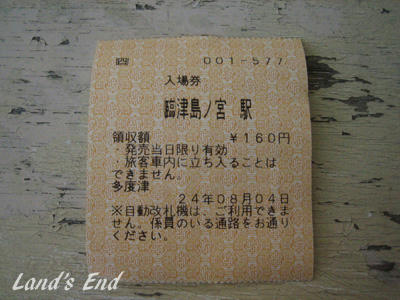 001-577
入場券
臨津島ノ宮 駅
領収額 ￥160円
・発売当日限り有効
・旅客車内に立ち入ることは
できません。
多度津
24年08月04日
※自動改札機は、ご利用できま
せん。係員のいる通路をお通り
ください。
Land's End